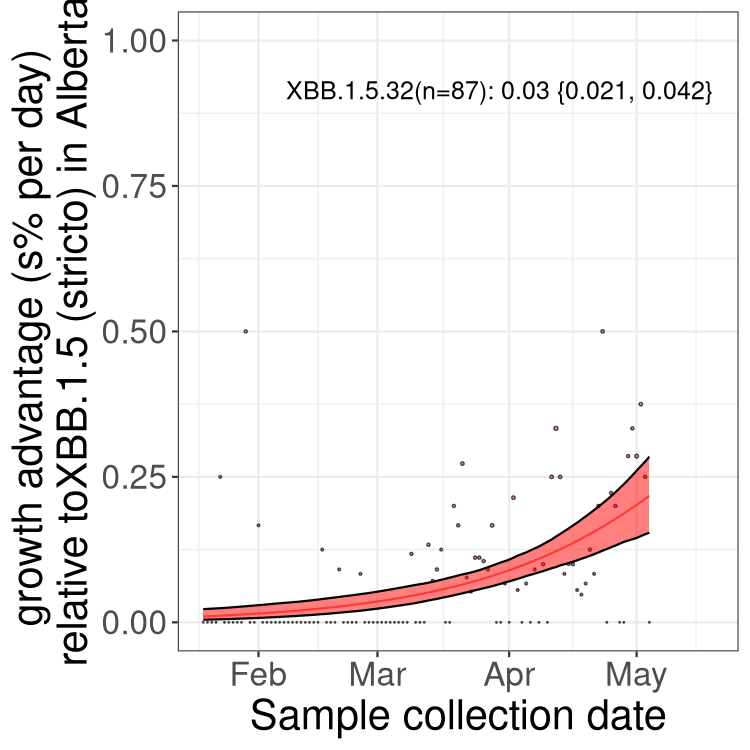 growth advantage (s% per day)
relative toXBB.1.5 (stricto) in Alberta
1.00
0.75
0.50
0.25
0.00
XBB.1.5.32(n=87): 0.03 {0.021, 0.042}
Feb Mar Apr May
Sample collection date